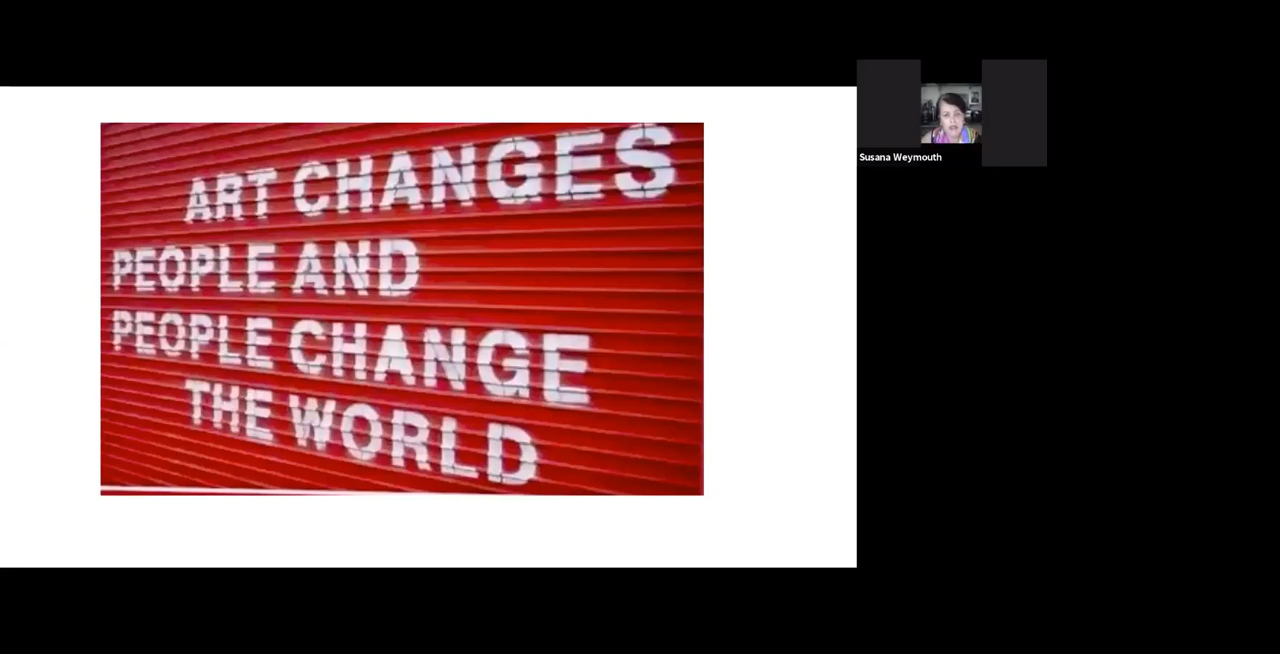 ART CHANGES
PEOPLE AND
PEOPLE CHANGE
THE WORLD
Susana Weymouth